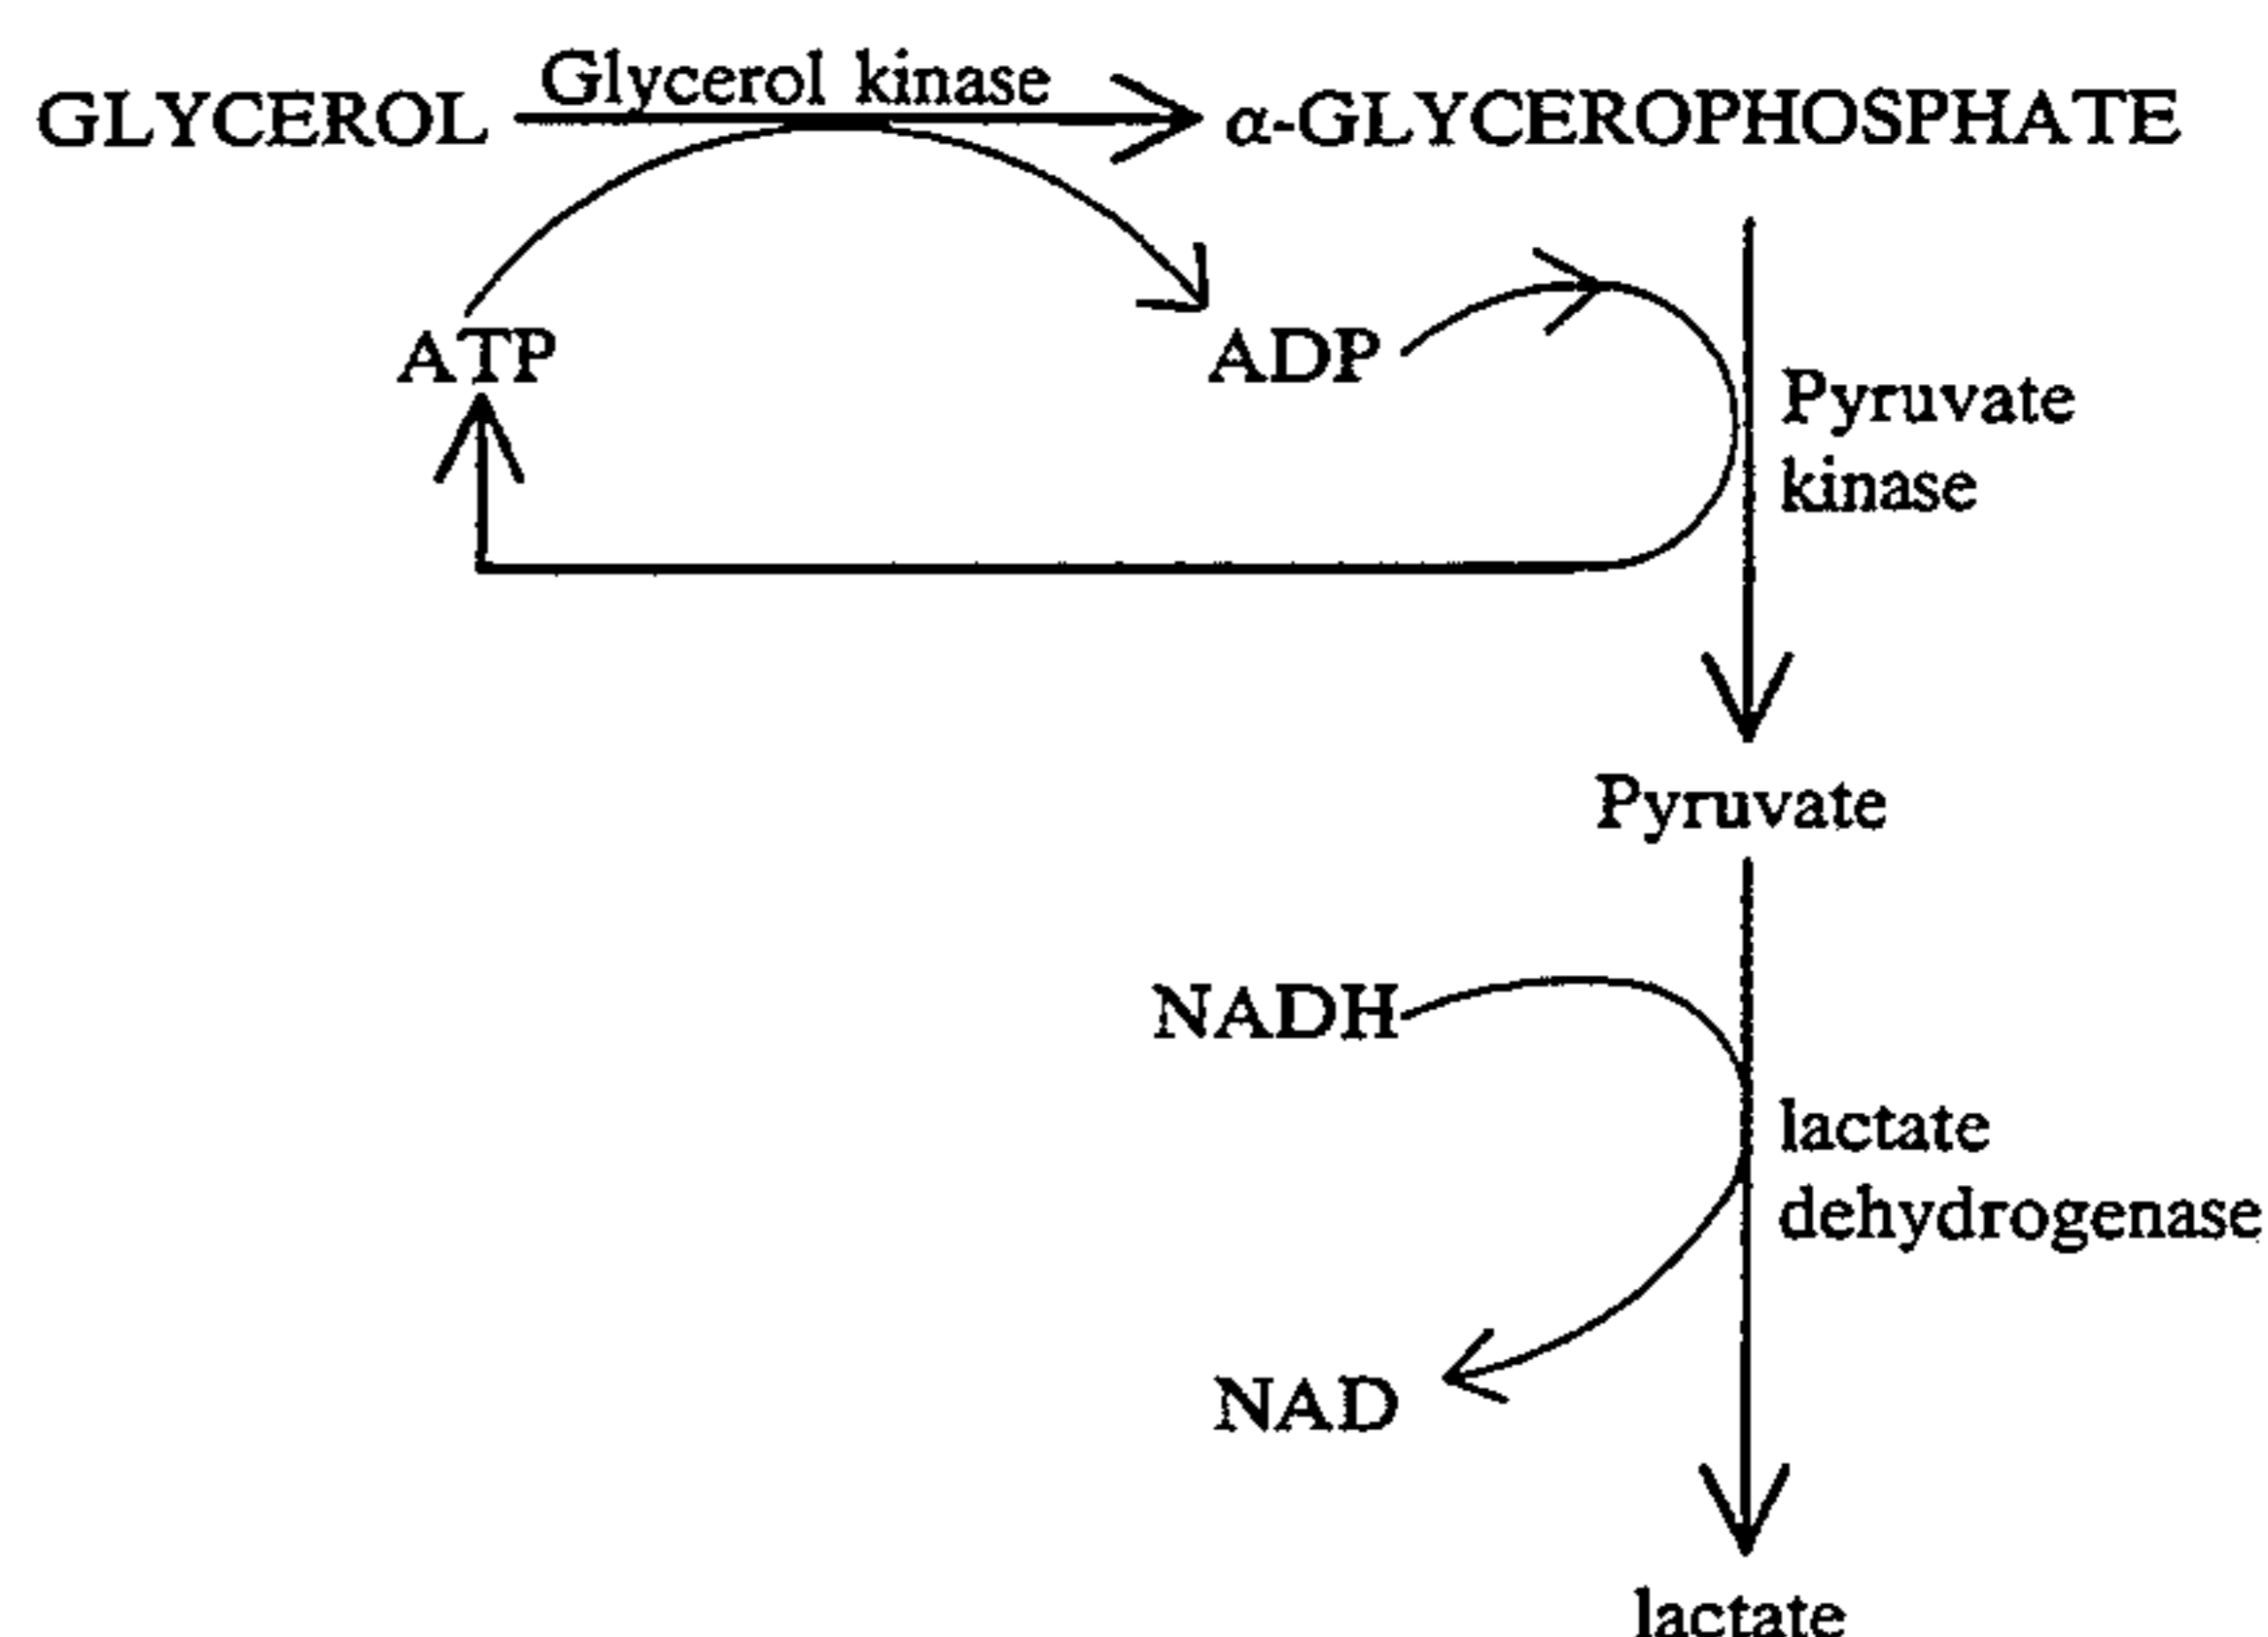 Glycerol kinase
GLYCEROL
α-GLYCEROPHOSPHATE
ATP
ADP
Pyruvate
kinase
Pyruvate
NADH
lactate
dehydrogenase
NAD
lactate